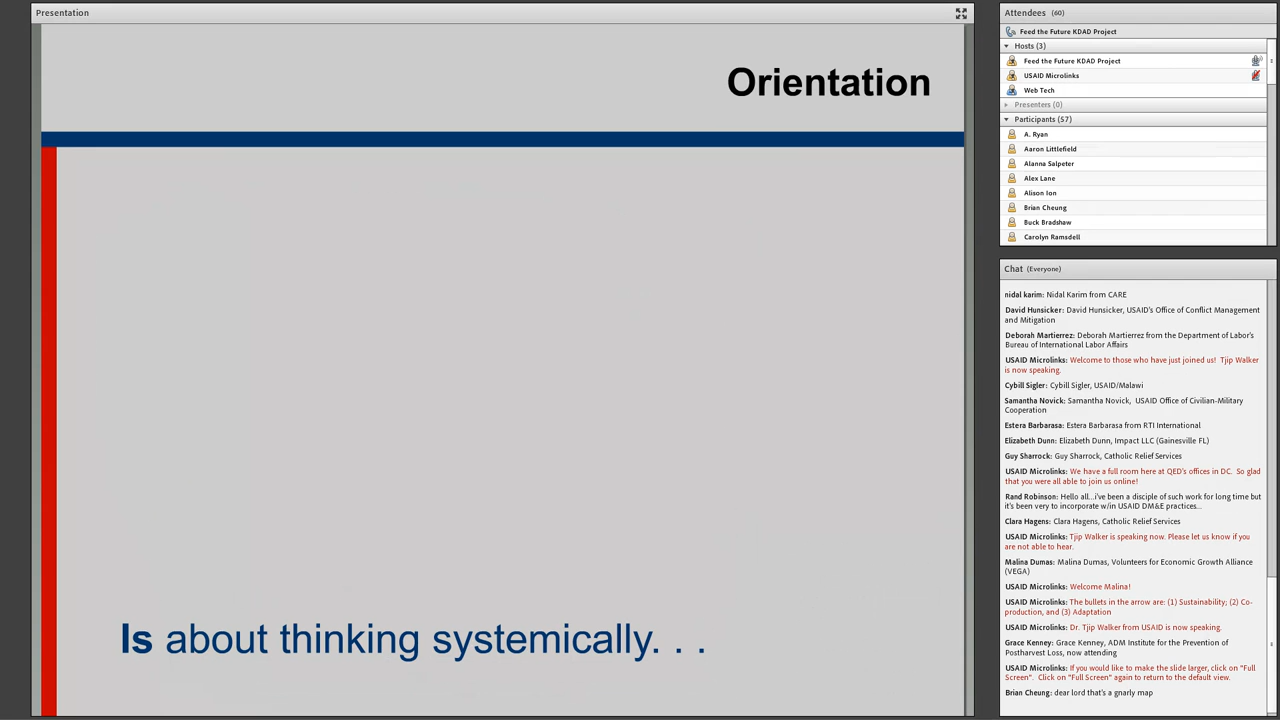 Presentation
Orientation
Is about thinking systemically. . .
Attendees (60)
Feed the Future KDAD Project
Hosts (3)
Feed the Future KDAD Project
USAID Microlinks
Web Tech
Presenters (0)
Participants (57)
A. Ryan
Aaron Littlefield
Alanna Salpeter
Alex Lane
Alison Ion
Brian Cheung
Buck Bradshaw
Carolyn Ramsdell
Chat (Everyone)
nidal karim: Nidal Karim from CARE
David Hunsicker: David Hunsicker, USAID's Office of Conflict Management
and Mitigation
Deborah Martierrez: Deborah Martierrez from the Department of Labor's
Bureau of International Labor Affairs
USAID Microlinks: Welcome to those who have just joined us! Tjip Walker
is now speaking.
Cybill Sigler: Cybill Sigler, USAID/Malawi
Samantha Novick: Samantha Novick, USAID Office of Civilian-Military
Cooperation
Estera Barbarasa: Estera Barbarasa from RTI International
Elizabeth Dunn: Elizabeth Dunn, Impact LLC (Gainesville FL)
Guy Sharrock: Guy Sharrock, Catholic Relief Services
USAID Microlinks: We have a full room here at QED's offices in DC. So glad
that you were all able to join us online!
Rand Robinson: Hello all...i've been a disciple of such work for long time but
it's been very to incorporate w/in USAID DM&E practices...
Clara Hagens: Clara Hagens, Catholic Relief Services
USAID Microlinks: Tjip Walker is speaking now. Please let us know if you
are not able to hear.
Malina Dumas: Malina Dumas, Volunteers for Economic Growth Alliance
(VEGA)
USAID Microlinks: Welcome Malina!
USAID Microlinks: The bullets in the arrow are: (1) Sustainability; (2) Co-
production, and (3) Adaptation
USAID Microlinks: Dr. Tjip Walker from USAID is now speaking.
Grace Kenney: Grace Kenney, ADM Institute for the Prevention of
Postharvest Loss, now attending
USAID Microlinks: If you would like to make the slide larger, click on "Full
Screen". Click on "Full Screen" again to return to the default view.
Brian Cheung: dear lord that's a gnarly map